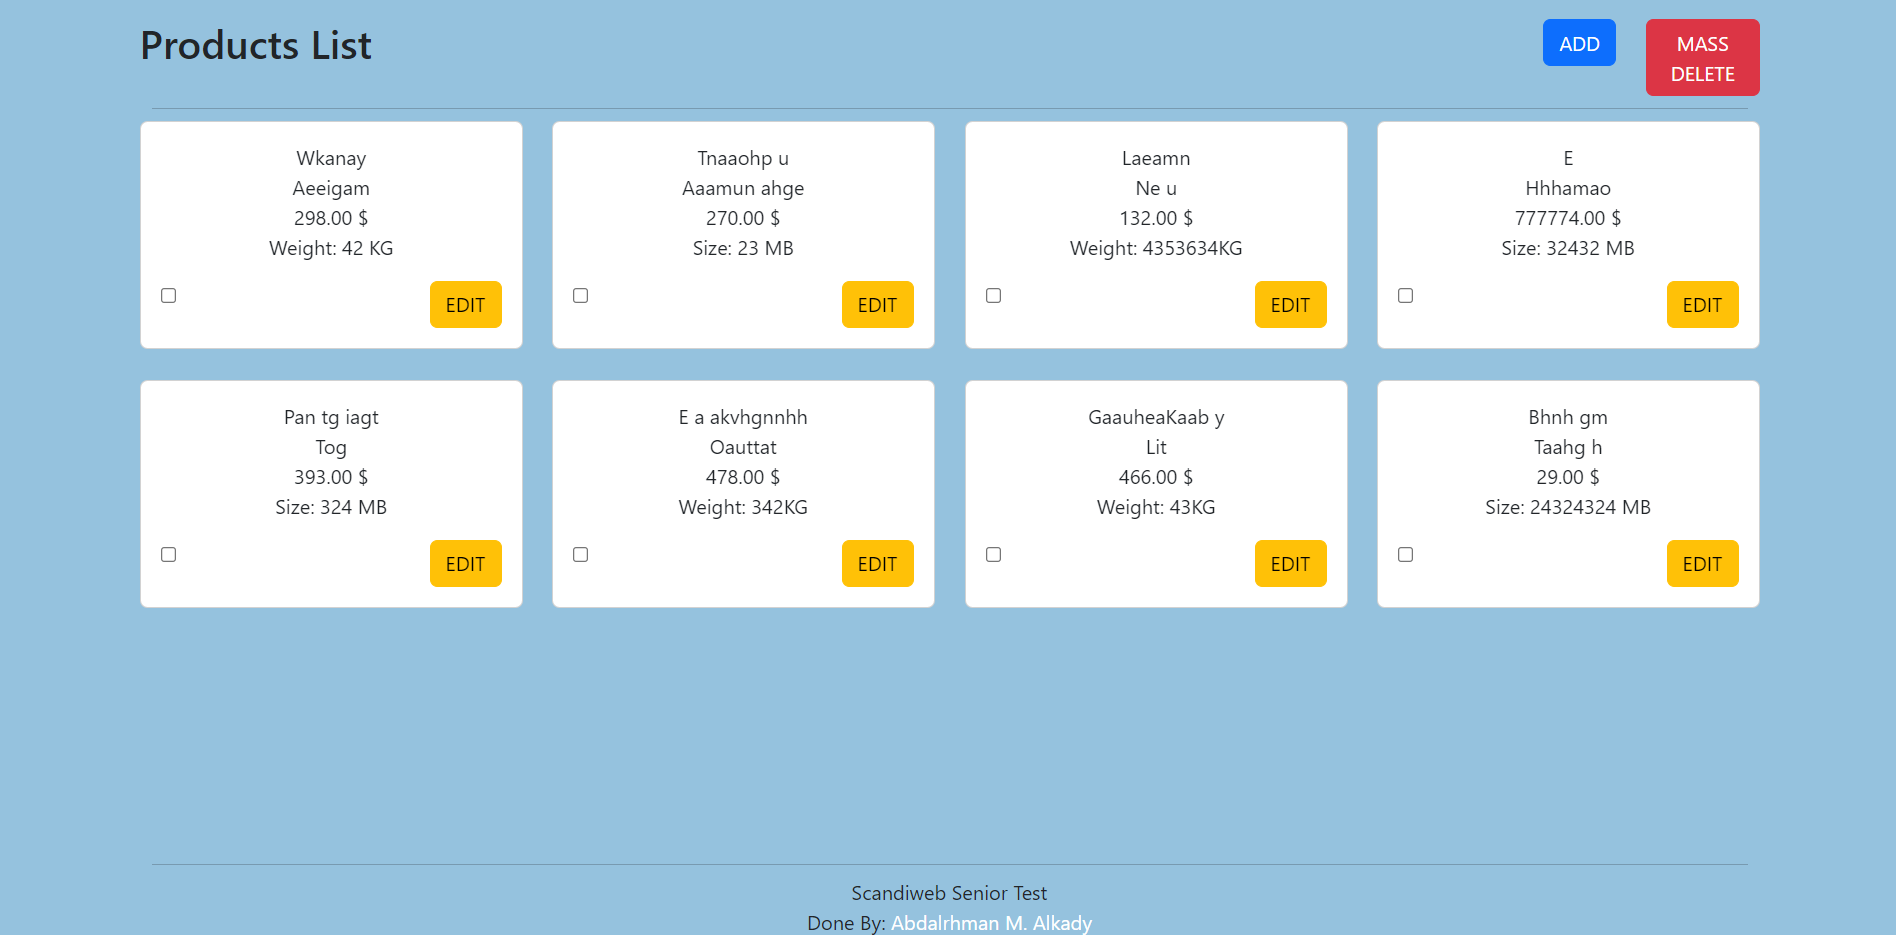 Products List
ADD
MASS
DELETE
Wkanay
Aeeigam
298.00 $
Weight: 42 KG
EDIT
Tnaaohp u
Aaamun ahge
270.00 $
Size: 23 MB
EDIT
Laeamn
Ne u
132.00 $
Weight: 4353634KG
EDIT
E
Hhhamao
777774.00 $
Size: 32432 MB
EDIT
Pan tg iagt
Tog
393.00 $
Size: 324 MB
EDIT
E a akvhgnnhh
Oauttat
478.00 $
Weight: 342KG
EDIT
GaauheaKaab y
Lit
466.00 $
Weight: 43KG
EDIT
Bhnh gm
Taahg h
29.00 $
Size: 24324324 MB
EDIT
Scandiweb Senior Test
Done By: Abdalrhman M. Alkady